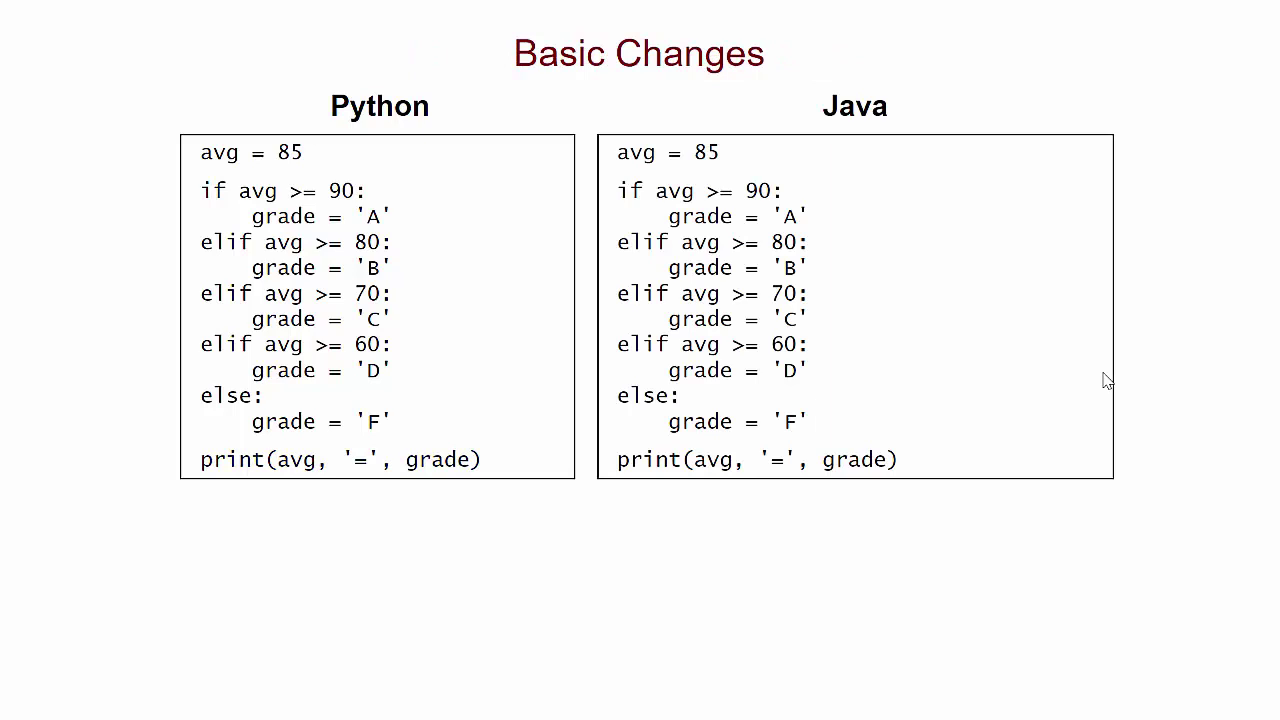 Basic Changes
Python
avg = 85
if avg >= 90:
    grade = 'A'
elif avg >= 80:
    grade = 'B'
elif avg >= 70:
    grade = 'C'
elif avg >= 60:
    grade = 'D'
else:
    grade = 'F'
print(avg, '=', grade)
Java
avg = 85
if avg >= 90:
    grade = 'A'
elif avg >= 80:
    grade = 'B'
elif avg >= 70:
    grade = 'C'
elif avg >= 60:
    grade = 'D'
else:
    grade = 'F'
print(avg, '=', grade)